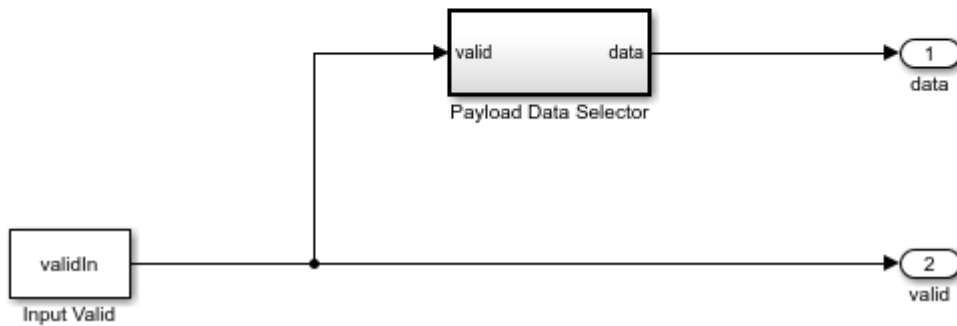 valid
data
1
Payload Data Selector
data
validIn
2
Input Valid
valid